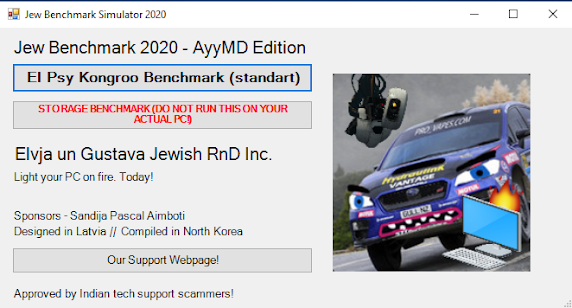 Jew Benchmark Simulator 2020
Jew Benchmark 2020 - AyyMD Edition
El Psy Kongroo Benchmark (standart)
STORAGE BENCHMARK (DO NOT RUN THIS ON YOUR
ACTUAL PC!)
Elvja un Gustava Jewish RnD Inc.
Light your PC on fire. Today!
Sponsors - Sandija Pascal Aimboti
Designed in Latvia // Compiled in North Korea
Our Support Webpage!
Approved by Indian tech support scammers!
PRO-VAPES.COM
Hydraulink
VANTAGE